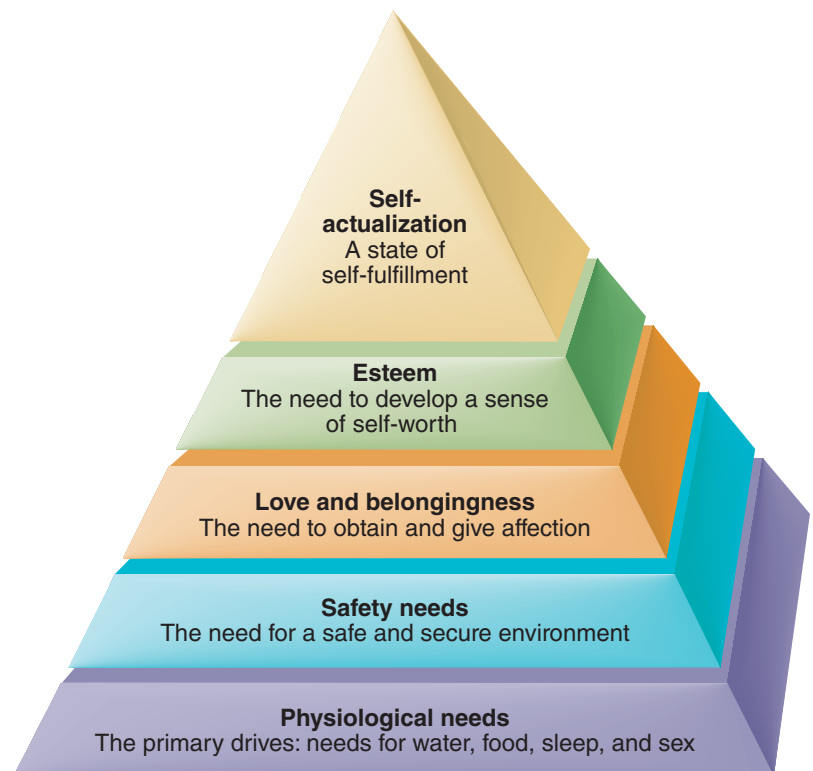 Self-
actualization
A state of
self-fulfillment
Esteem
The need to develop a sense
of self-worth
Love and belongingness
The need to obtain and give affection
Safety needs
The need for a safe and secure environment
Physiological needs
The primary drives: needs for water, food, sleep, and sex